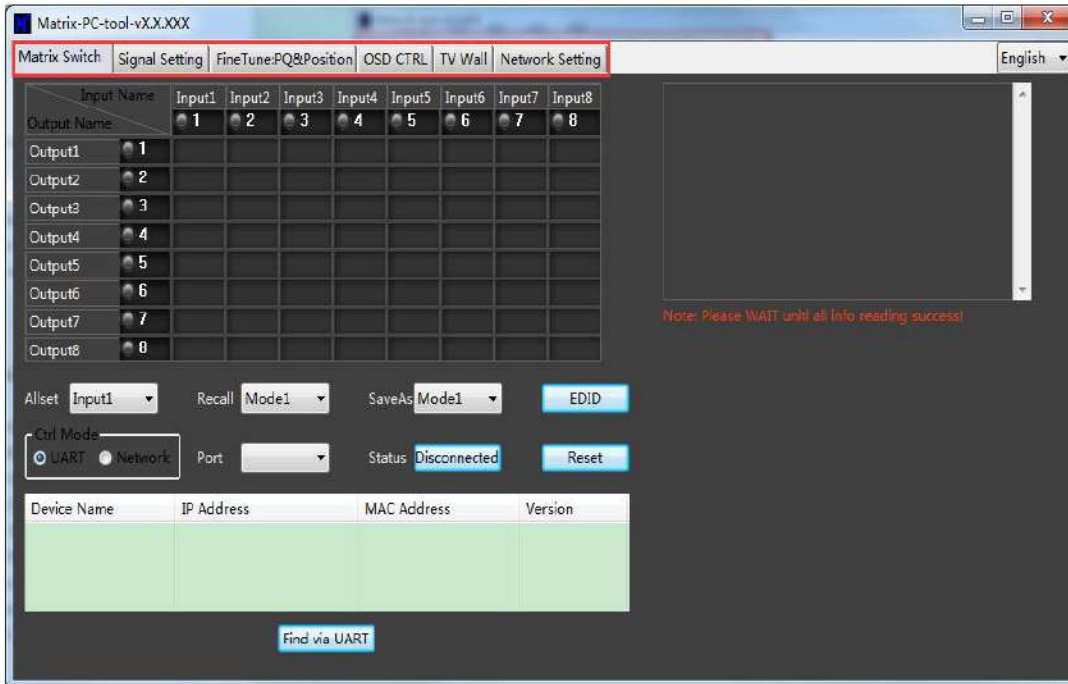 Matrix-PC-tool-vX.X.XXX
Matrix Switch Signal Setting FineTune:PQ&Position OSD CTRL TV Wall Network Setting English
Input Name Input1 Input2 Input3 Input4 Input5 Input6 Input7 Input8
Output Name 1 2 3 4 5 6 7 8
Output1 1
Output2 2
Output3 3
Output4 4
Output5 5
Output6 6
Output7 7
Output8 8
Note: Please WAIT until all info reading success!
Allset Input1 Recall Mode1 SaveAs Mode1 EDID
Ctrl Mode
UART Network Port Status Disconnected Reset
Device Name IP Address MAC Address Version
Find via UART